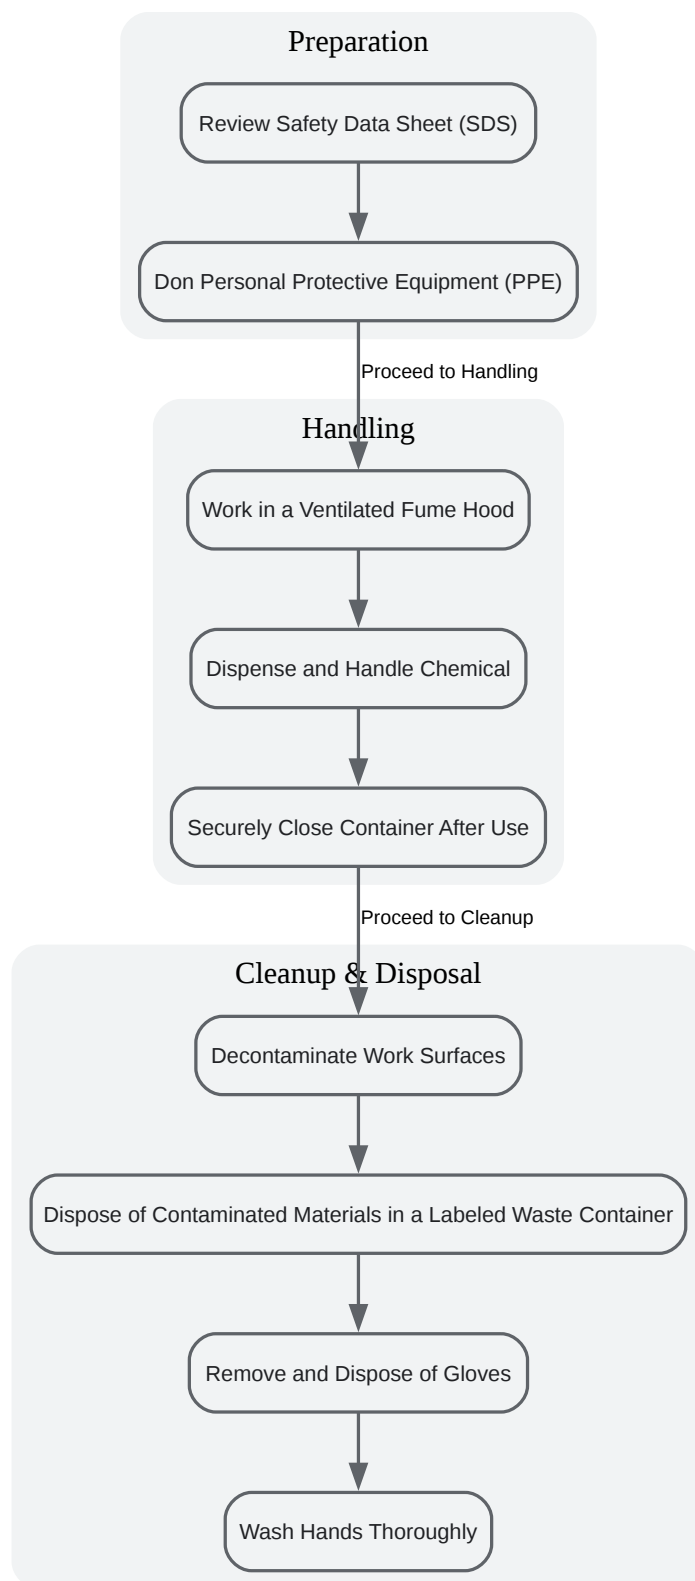 Preparation
Review Safety Data Sheet (SDS)
Don Personal Protective Equipment (PPE)
Proceed to Handling
Handling
Work in a Ventilated Fume Hood
Dispense and Handle Chemical
Securely Close Container After Use
Proceed to Cleanup
Cleanup & Disposal
Decontaminate Work Surfaces
Dispose of Contaminated Materials in a Labeled Waste Container
Remove and Dispose of Gloves
Wash Hands Thoroughly